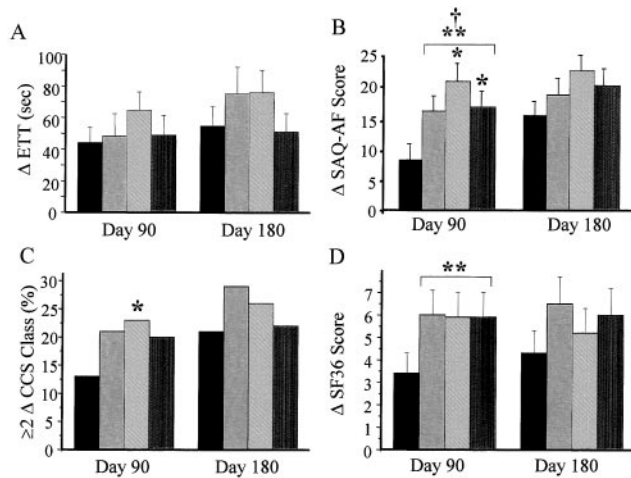 A
Δ ETT (sec)
100
80
60
40
20
0
Day 90 Day 180
B
Δ SAQ-AF Score
25
20
15
10
5
0
†
**
*
*
Day 90 Day 180
C
≥2 Δ CCS Class (%)
30
25
20
15
10
5
0
*
Day 90 Day 180
D
Δ SF36 Score
7
6
5
4
3
2
1
0
**
Day 90 Day 180